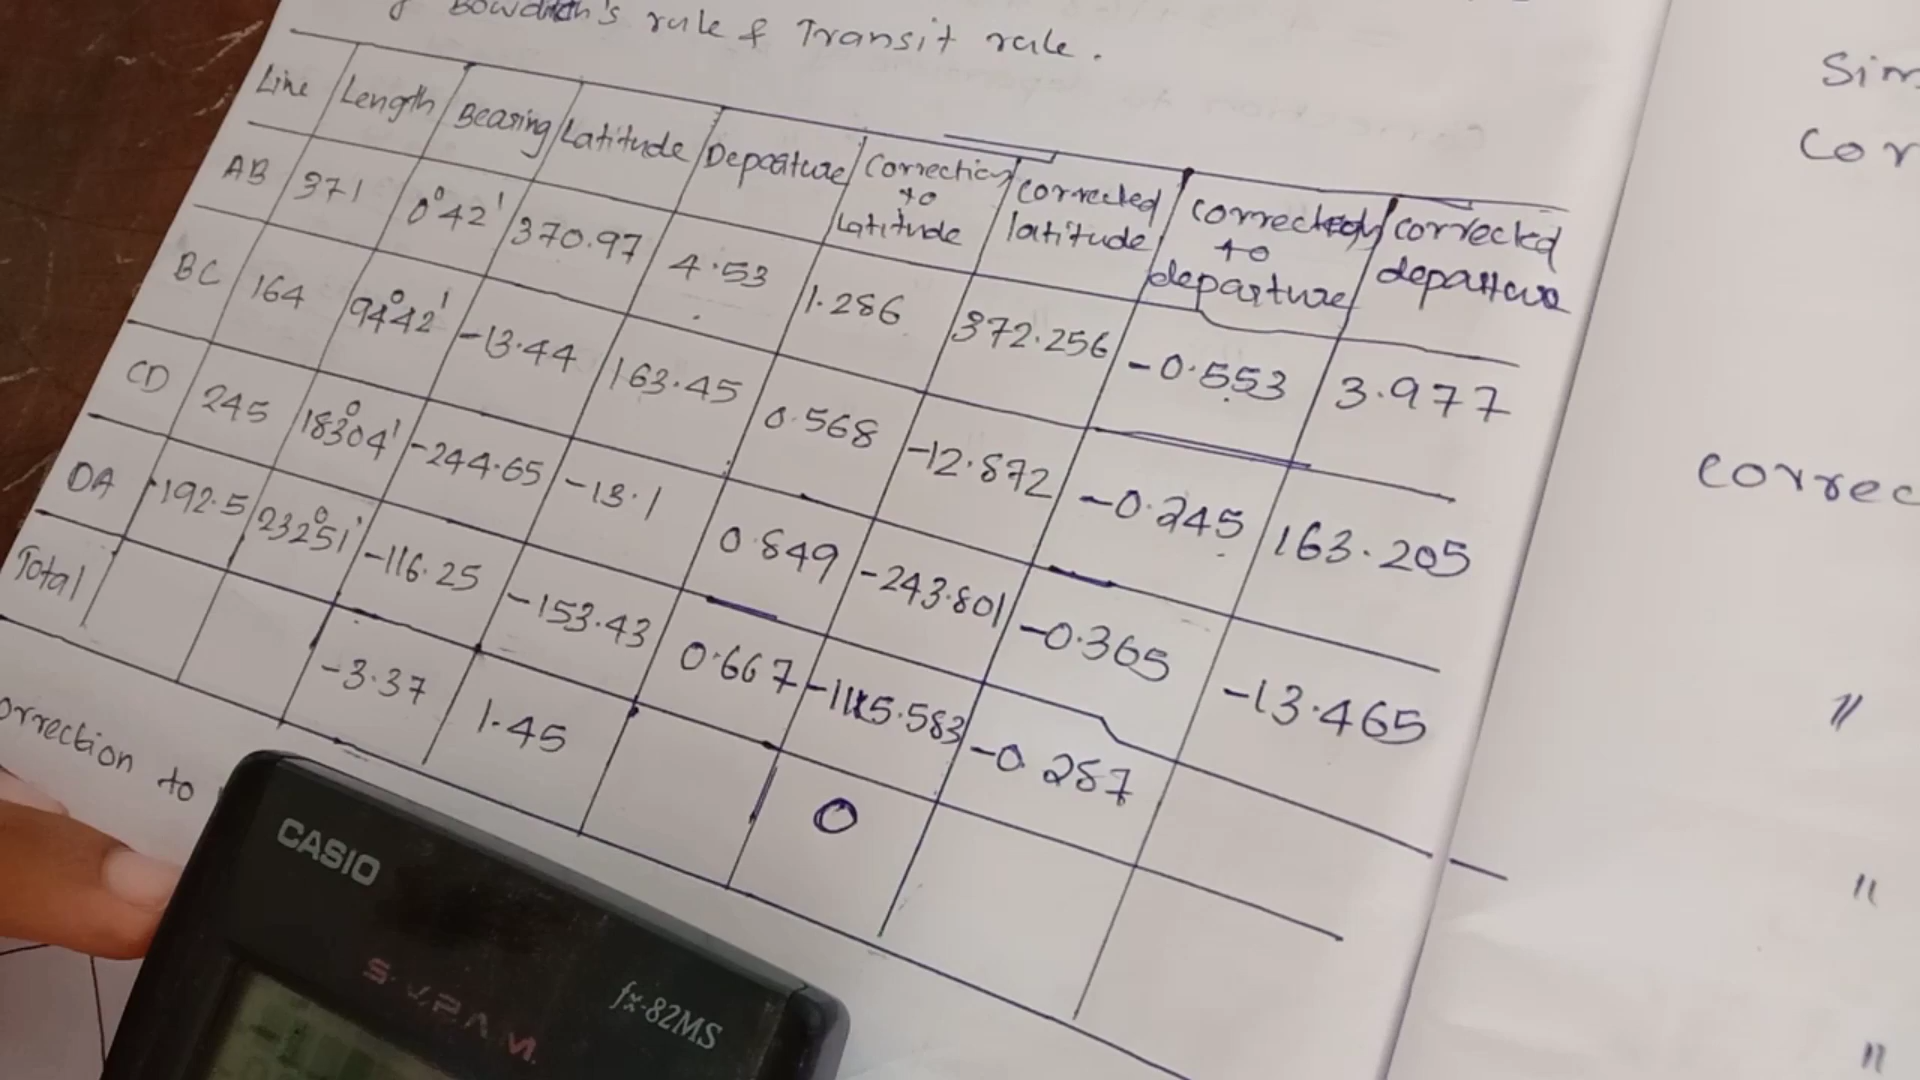 Bowditch's rule & Transit rule.
Line Length Bearing Latitude Departure Correction to latitude corrected latitude correction to departure corrected departure
AB 371 0°42' 370.97 4.53 1.286 372.256 -0.553 3.977
BC 164 94°42' -13.44 163.45 0.568 -12.872 -0.245 163.205
CD 245 183°04' -244.65 -13.1 0.849 -243.801 -0.365 -13.465
DA 192.5 232°51' -116.25 -153.43 0.667 -115.583 -0.287
Total -3.37 1.45 0
orrection to
Sim
Cor
Correc
"
"
"
CASIO
S-V.P.A.M.
fx-82MS